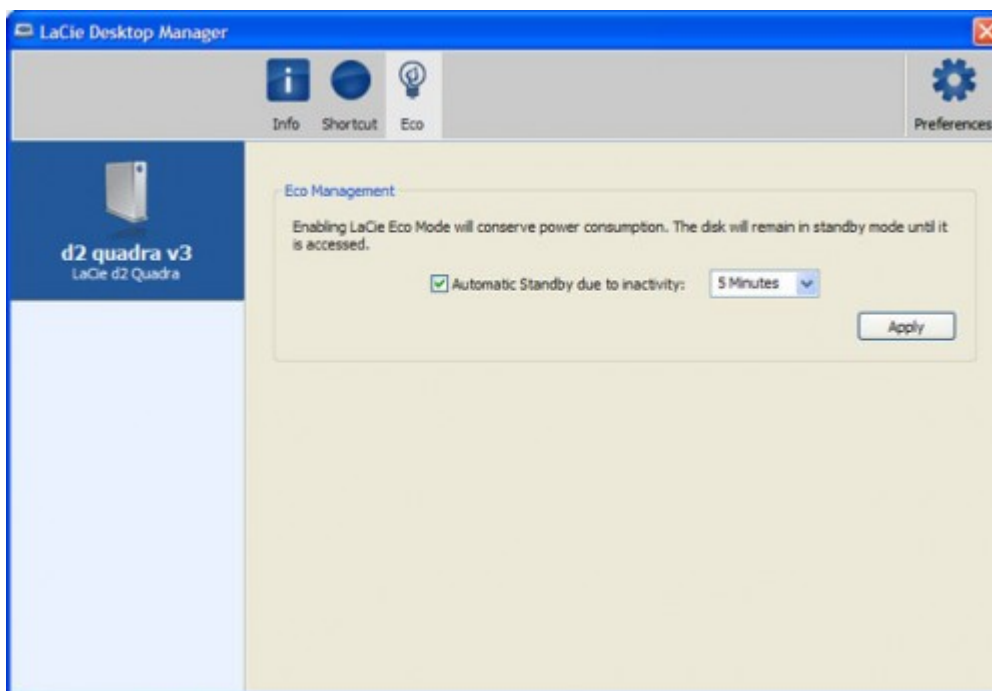 LaCie Desktop Manager
Info Shortcut Eco Preferences
d2 quadra v3
LaCie d2 Quadra
Eco Management
Enabling LaCie Eco Mode will conserve power consumption. The disk will remain in standby mode until it
is accessed.
Automatic Standby due to inactivity: 5 Minutes
Apply